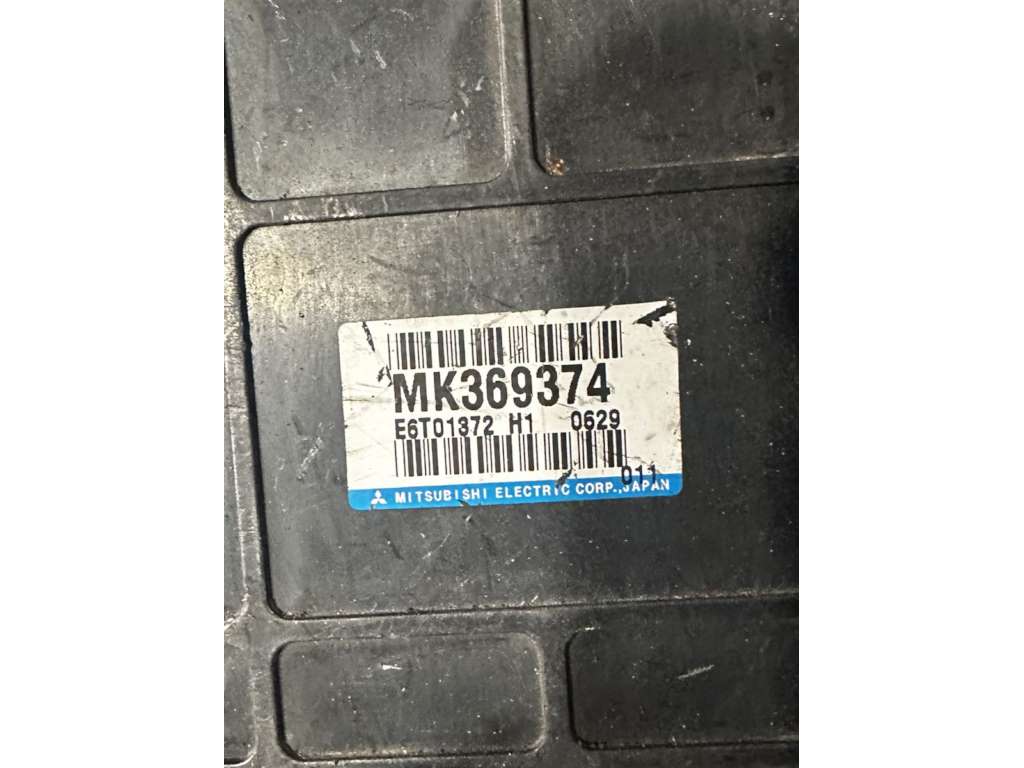 MK369374
E6T01372 H1 0629
011
MITSUBISHI ELECTRIC CORP.,JAPAN